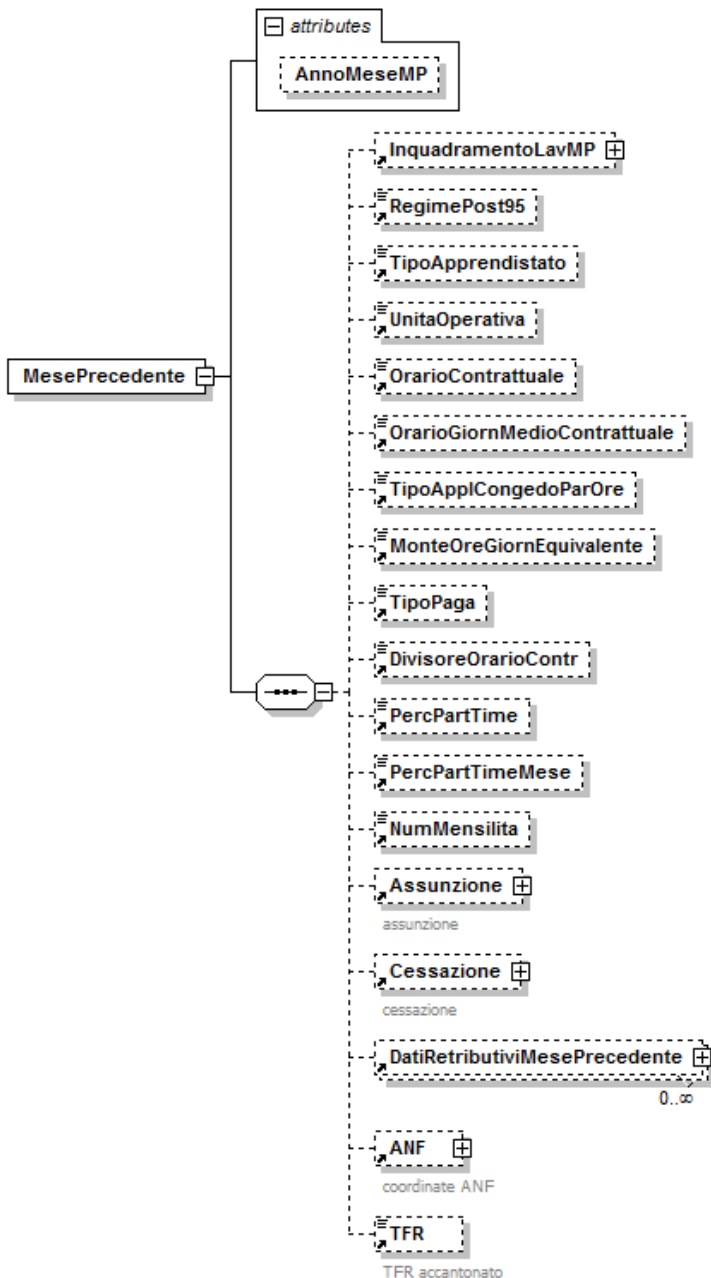 attributes
AnnoMeseMP
InquadramentoLavMP
RegimePost95
TipoApprendistato
UnitaOperativa
MesePrecedente
OrarioContrattuale
OrarioGiornMedioContrattuale
TipoApplCongedoParOre
MonteOreGiornEquivalente
TipoPaga
DivisoreOrarioContr
PercPartTime
PercPartTimeMese
NumMensilita
Assunzione
assunzione
Cessazione
cessazione
DatiRetributiviMesePrecedente
0..∞
ANF
coordinate ANF
TFR
TFR accantonato